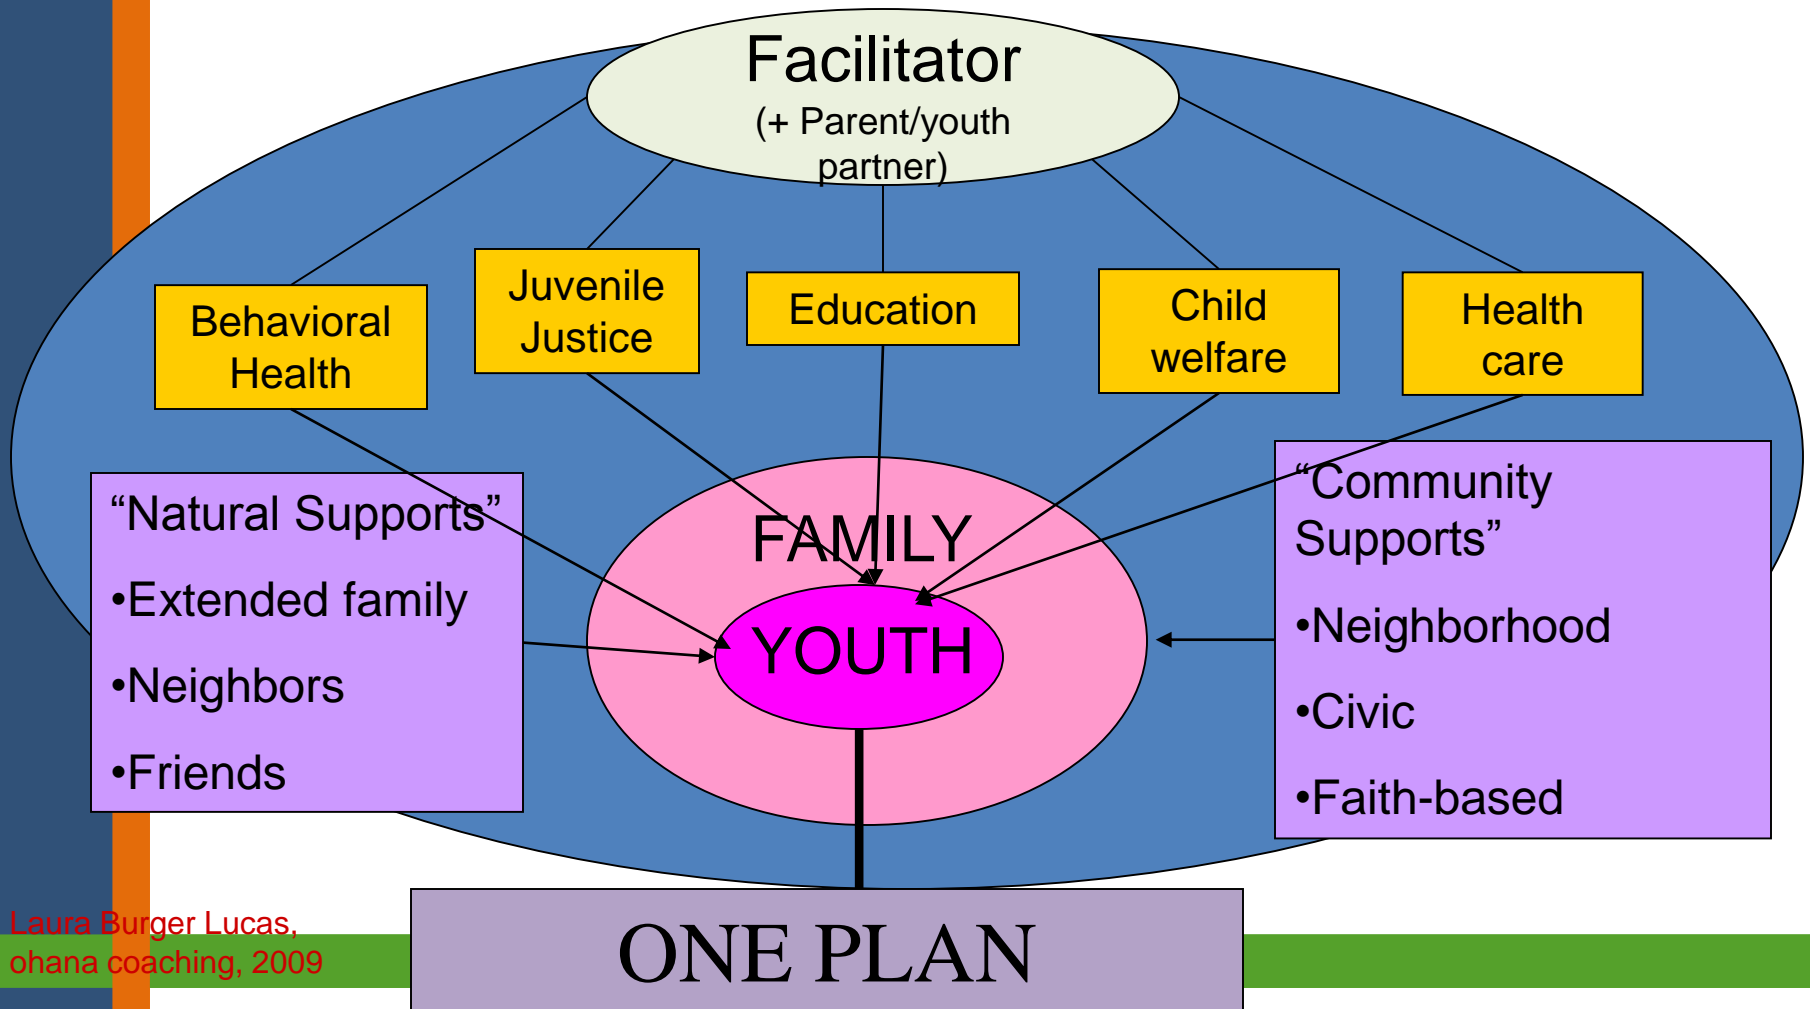 Facilitator
(+ Parent/youth
partner)
Behavioral
Health
Juvenile
Justice
Education
Child
welfare
Health
care
“Natural Supports”
•Extended family
•Neighbors
•Friends
FAMILY
YOUTH
“Community
Supports”
•Neighborhood
•Civic
•Faith-based
Laura Burger Lucas,
ohana coaching, 2009
ONE PLAN